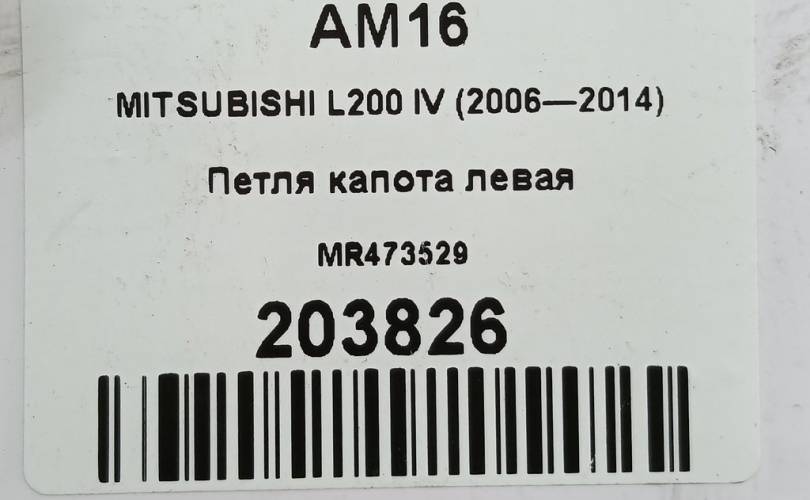 AM16
MITSUBISHI L200 IV (2006—2014)
Петля капота левая
MR473529
203826